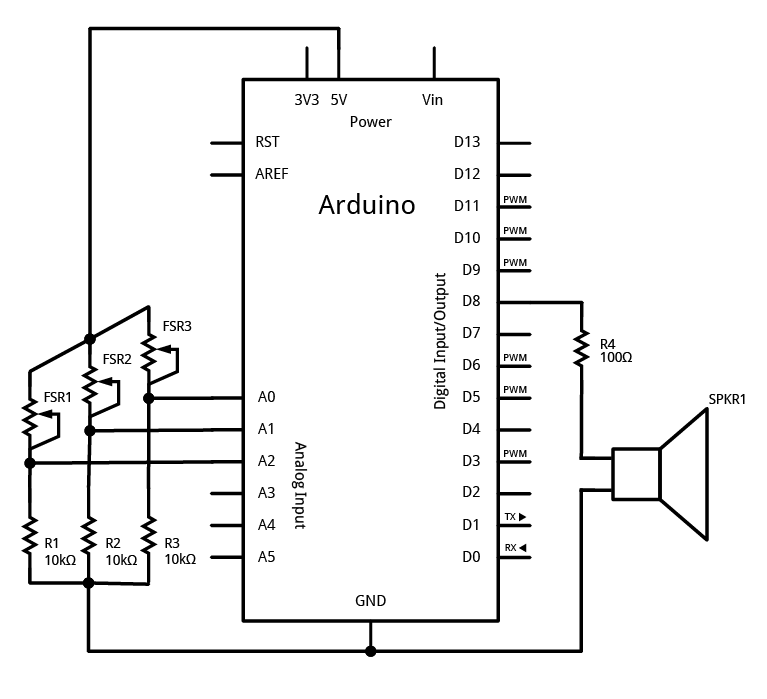 3V3 5V Vin
Power
RST
AREF
Arduino
D13
D12
D11 PWM
D10 PWM
D9 PWM
D8
D7
D6 PWM
D5 PWM
D4
D3 PWM
D2
D1 TX
D0 RX
Digital Input/Output
FSR3
FSR2
FSR1
A0
A1
A2
A3
A4
A5
Analog Input
R1
10kΩ
R2
10kΩ
R3
10kΩ
GND
R4
100Ω
SPKR1